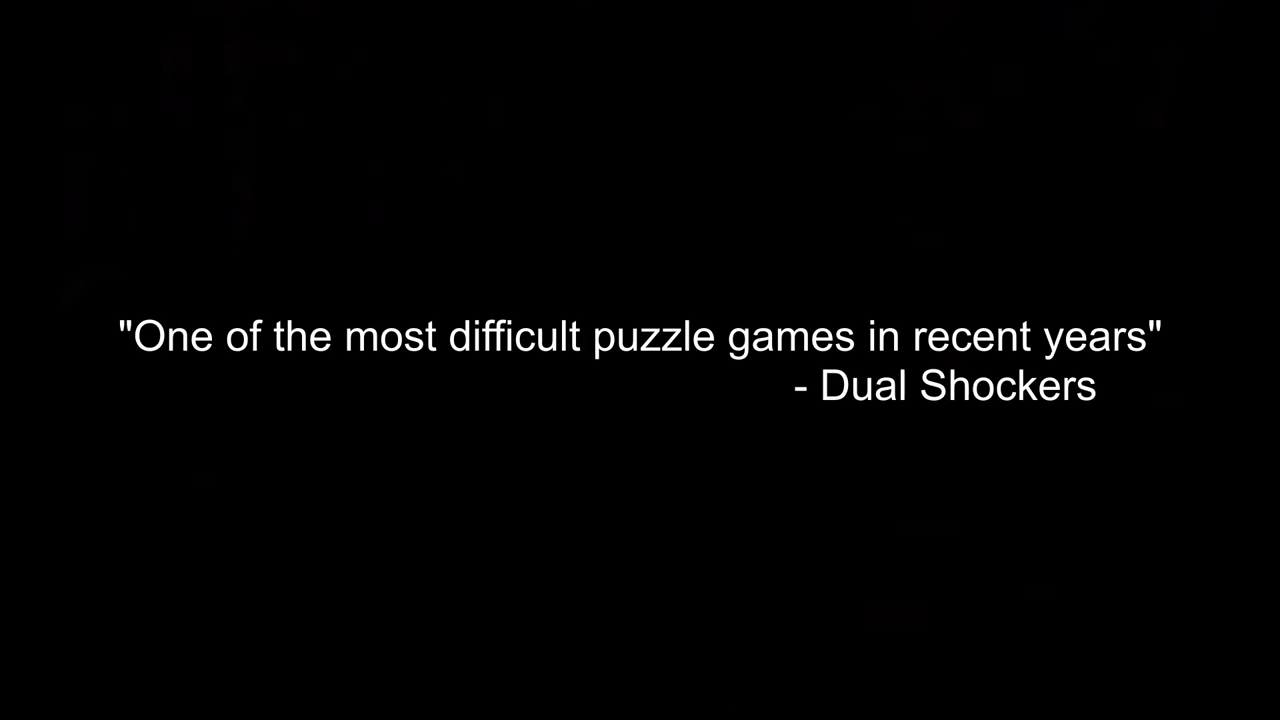 "One of the most difficult puzzle games in recent years"
- Dual Shockers